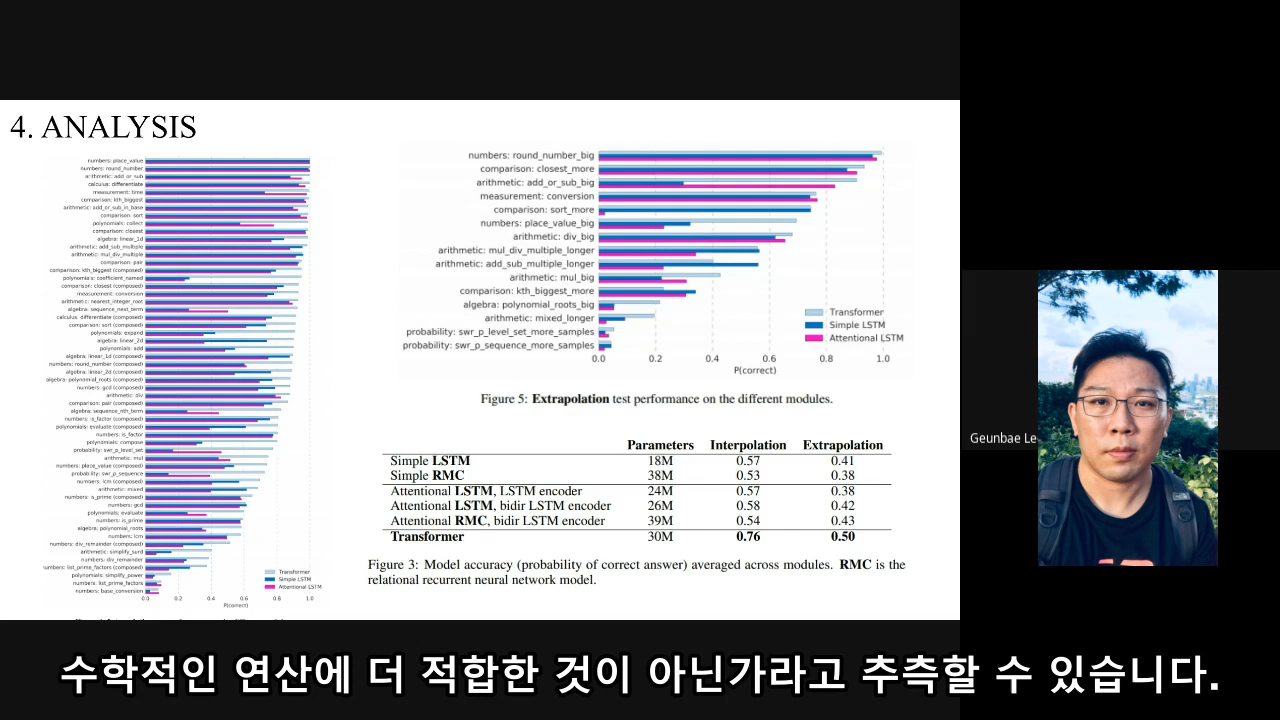 4. ANALYSIS
numbers: place_value
numbers: round_number
arithmetic: add_or_sub
calculus: differentiate
measurement: time
comparison: kth_biggest
arithmetic: add_or_sub_in_base
comparison: sort
polynomials: collect
comparison: closest
algebra: linear_1d
arithmetic: add_sub_multiple
arithmetic: mul_div_multiple
comparison: pair
comparison: kth_biggest (composed)
polynomials: coefficient_named
comparison: closest (composed)
measurement: conversion
arithmetic: nearest_integer_root
algebra: sequence_next_term
calculus: differentiate (composed)
comparison: sort (composed)
polynomials: expand
algebra: linear_2d
polynomials: add
algebra: linear_1d (composed)
numbers: round_number (composed)
algebra: linear_2d (composed)
algebra: polynomial_roots (composed)
numbers: gcd (composed)
arithmetic: div
comparison: pair (composed)
algebra: sequence_nth_term
numbers: is_factor (composed)
polynomials: evaluate (composed)
numbers: is_factor
polynomials: compose
probability: swr_p_level_set
arithmetic: mul
numbers: place_value (composed)
probability: swr_p_sequence
numbers: lcm (composed)
arithmetic: mixed
numbers: is_prime (composed)
numbers: gcd
polynomials: evaluate
numbers: is_prime
algebra: polynomial_roots
numbers: lcm
numbers: div_remainder (composed)
arithmetic: simplify_surd
numbers: div_remainder
umbers: list_prime_factors (composed)
polynomials: simplify_power
numbers: list_prime_factors
numbers: base_conversion
Transformer
Simple LSTM
Attentional LSTM
0.0 0.2 0.4 0.6 0.8 1.0
P(correct)
numbers: round_number_big
comparison: closest_more
arithmetic: add_or_sub_big
measurement: conversion
comparison: sort_more
numbers: place_value_big
arithmetic: div_big
arithmetic: mul_div_multiple_longer
arithmetic: add_sub_multiple_longer
arithmetic: mul_big
comparison: kth_biggest_more
algebra: polynomial_roots_big
arithmetic: mixed_longer
probability: swr_p_level_set_more_samples
probability: swr_p_sequence_more_samples
Transformer
Simple LSTM
Attentional LSTM
0.0 0.2 0.4 0.6 0.8 1.0
P(correct)
Figure 5: Extrapolation test performance on the different modules.
Parameters Interpolation Extrapolation
Simple LSTM 18M 0.57 0.41
Simple RMC 38M 0.53 0.38
Attentional LSTM, LSTM encoder 24M 0.57 0.38
Attentional LSTM, bidir LSTM encoder 26M 0.58 0.42
Attentional RMC, bidir LSTM encoder 39M 0.54 0.43
Transformer 30M 0.76 0.50
Figure 3: Model accuracy (probability of correct answer) averaged across modules. RMC is the
relational recurrent neural network model.
Geunbae Le
수학적인 연산에 더 적합한 것이 아닌가라고 추측할 수 있습니다.